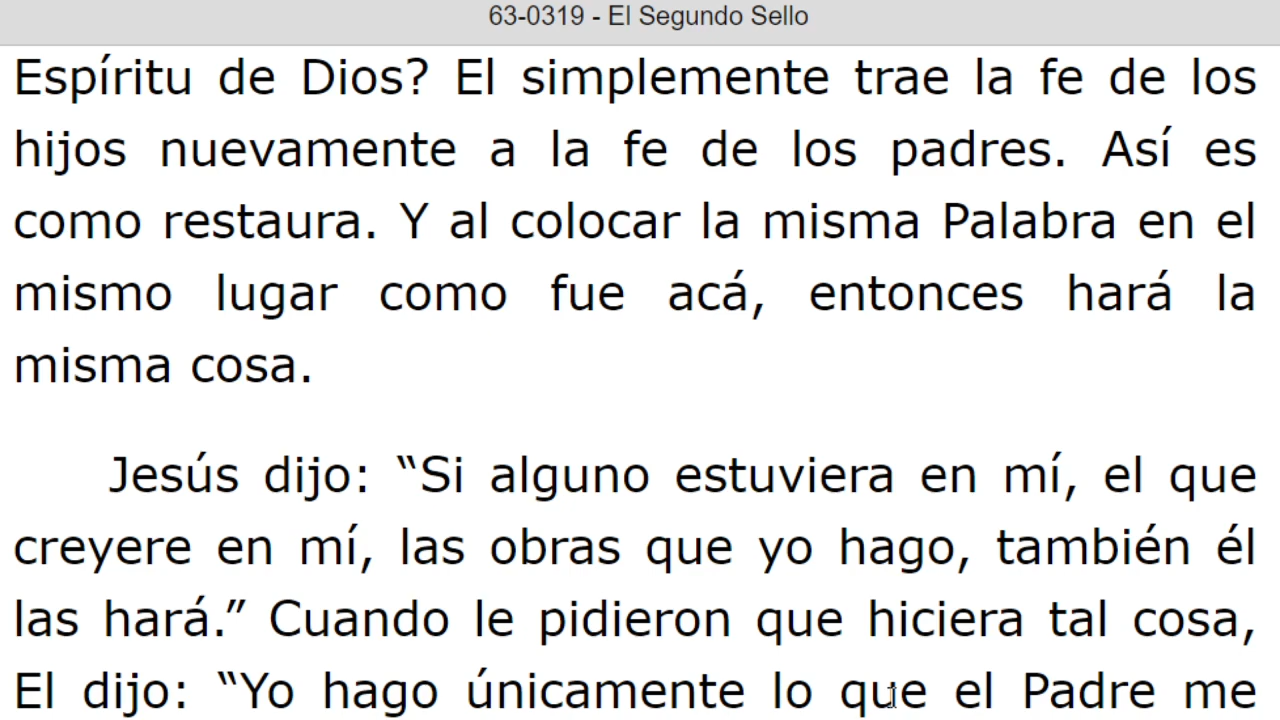 63-0319 - El Segundo Sello
Espíritu de Dios? El simplemente trae la fe de los
hijos nuevamente a la fe de los padres. Así es
como restaura. Y al colocar la misma Palabra en el
mismo lugar como fue acá, entonces hará la
misma cosa.
Jesús dijo: “Si alguno estuviera en mí, el que
creyere en mí, las obras que yo hago, también él
las hará.” Cuando le pidieron que hiciera tal cosa,
El dijo: “Yo hago únicamente lo que el Padre me